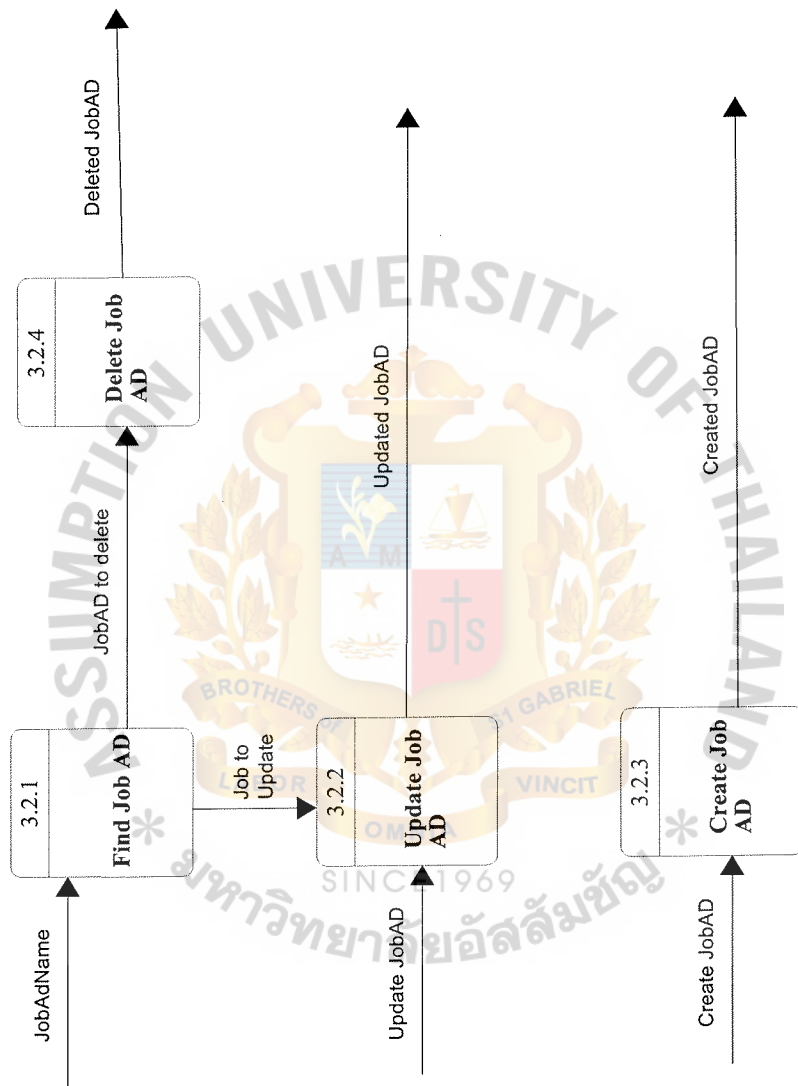 JobAdName
3.2.1
Find Job AD
JobAD to delete
3.2.4
Delete Job
AD
Deleted JobAD
Job to
Update
Update JobAD
3.2.2
Update Job
AD
Updated JobAD
Create JobAD
3.2.3
Create Job
AD
Created JobAD
ASSUMPTION UNIVERSITY OF THAILAND
A M
D S
BROTHERS of ST GABRIEL
LABOR
OMNIA
VINCIT
SINCE 1969
* มหาวิทยาลัยอัสสัมชัญ *